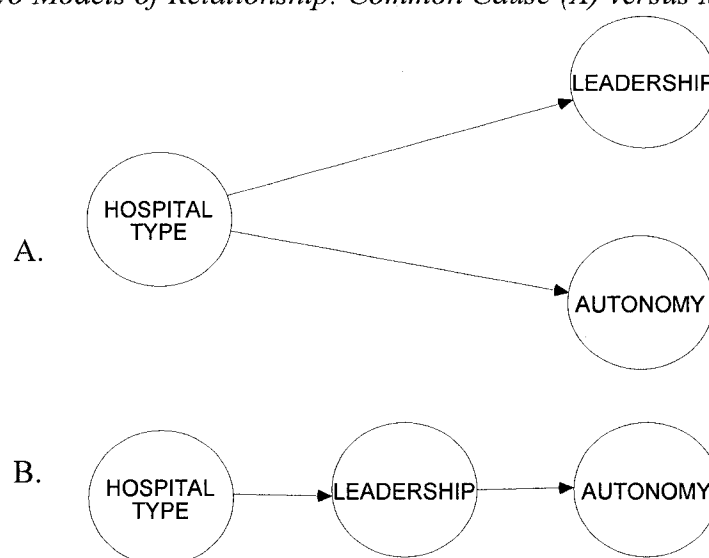 Models of Relationship: Common Cause (A) versus
LEADERSHIP
HOSPITAL
TYPE
A.
AUTONOMY
B.
HOSPITAL
TYPE
LEADERSHIP
AUTONOMY